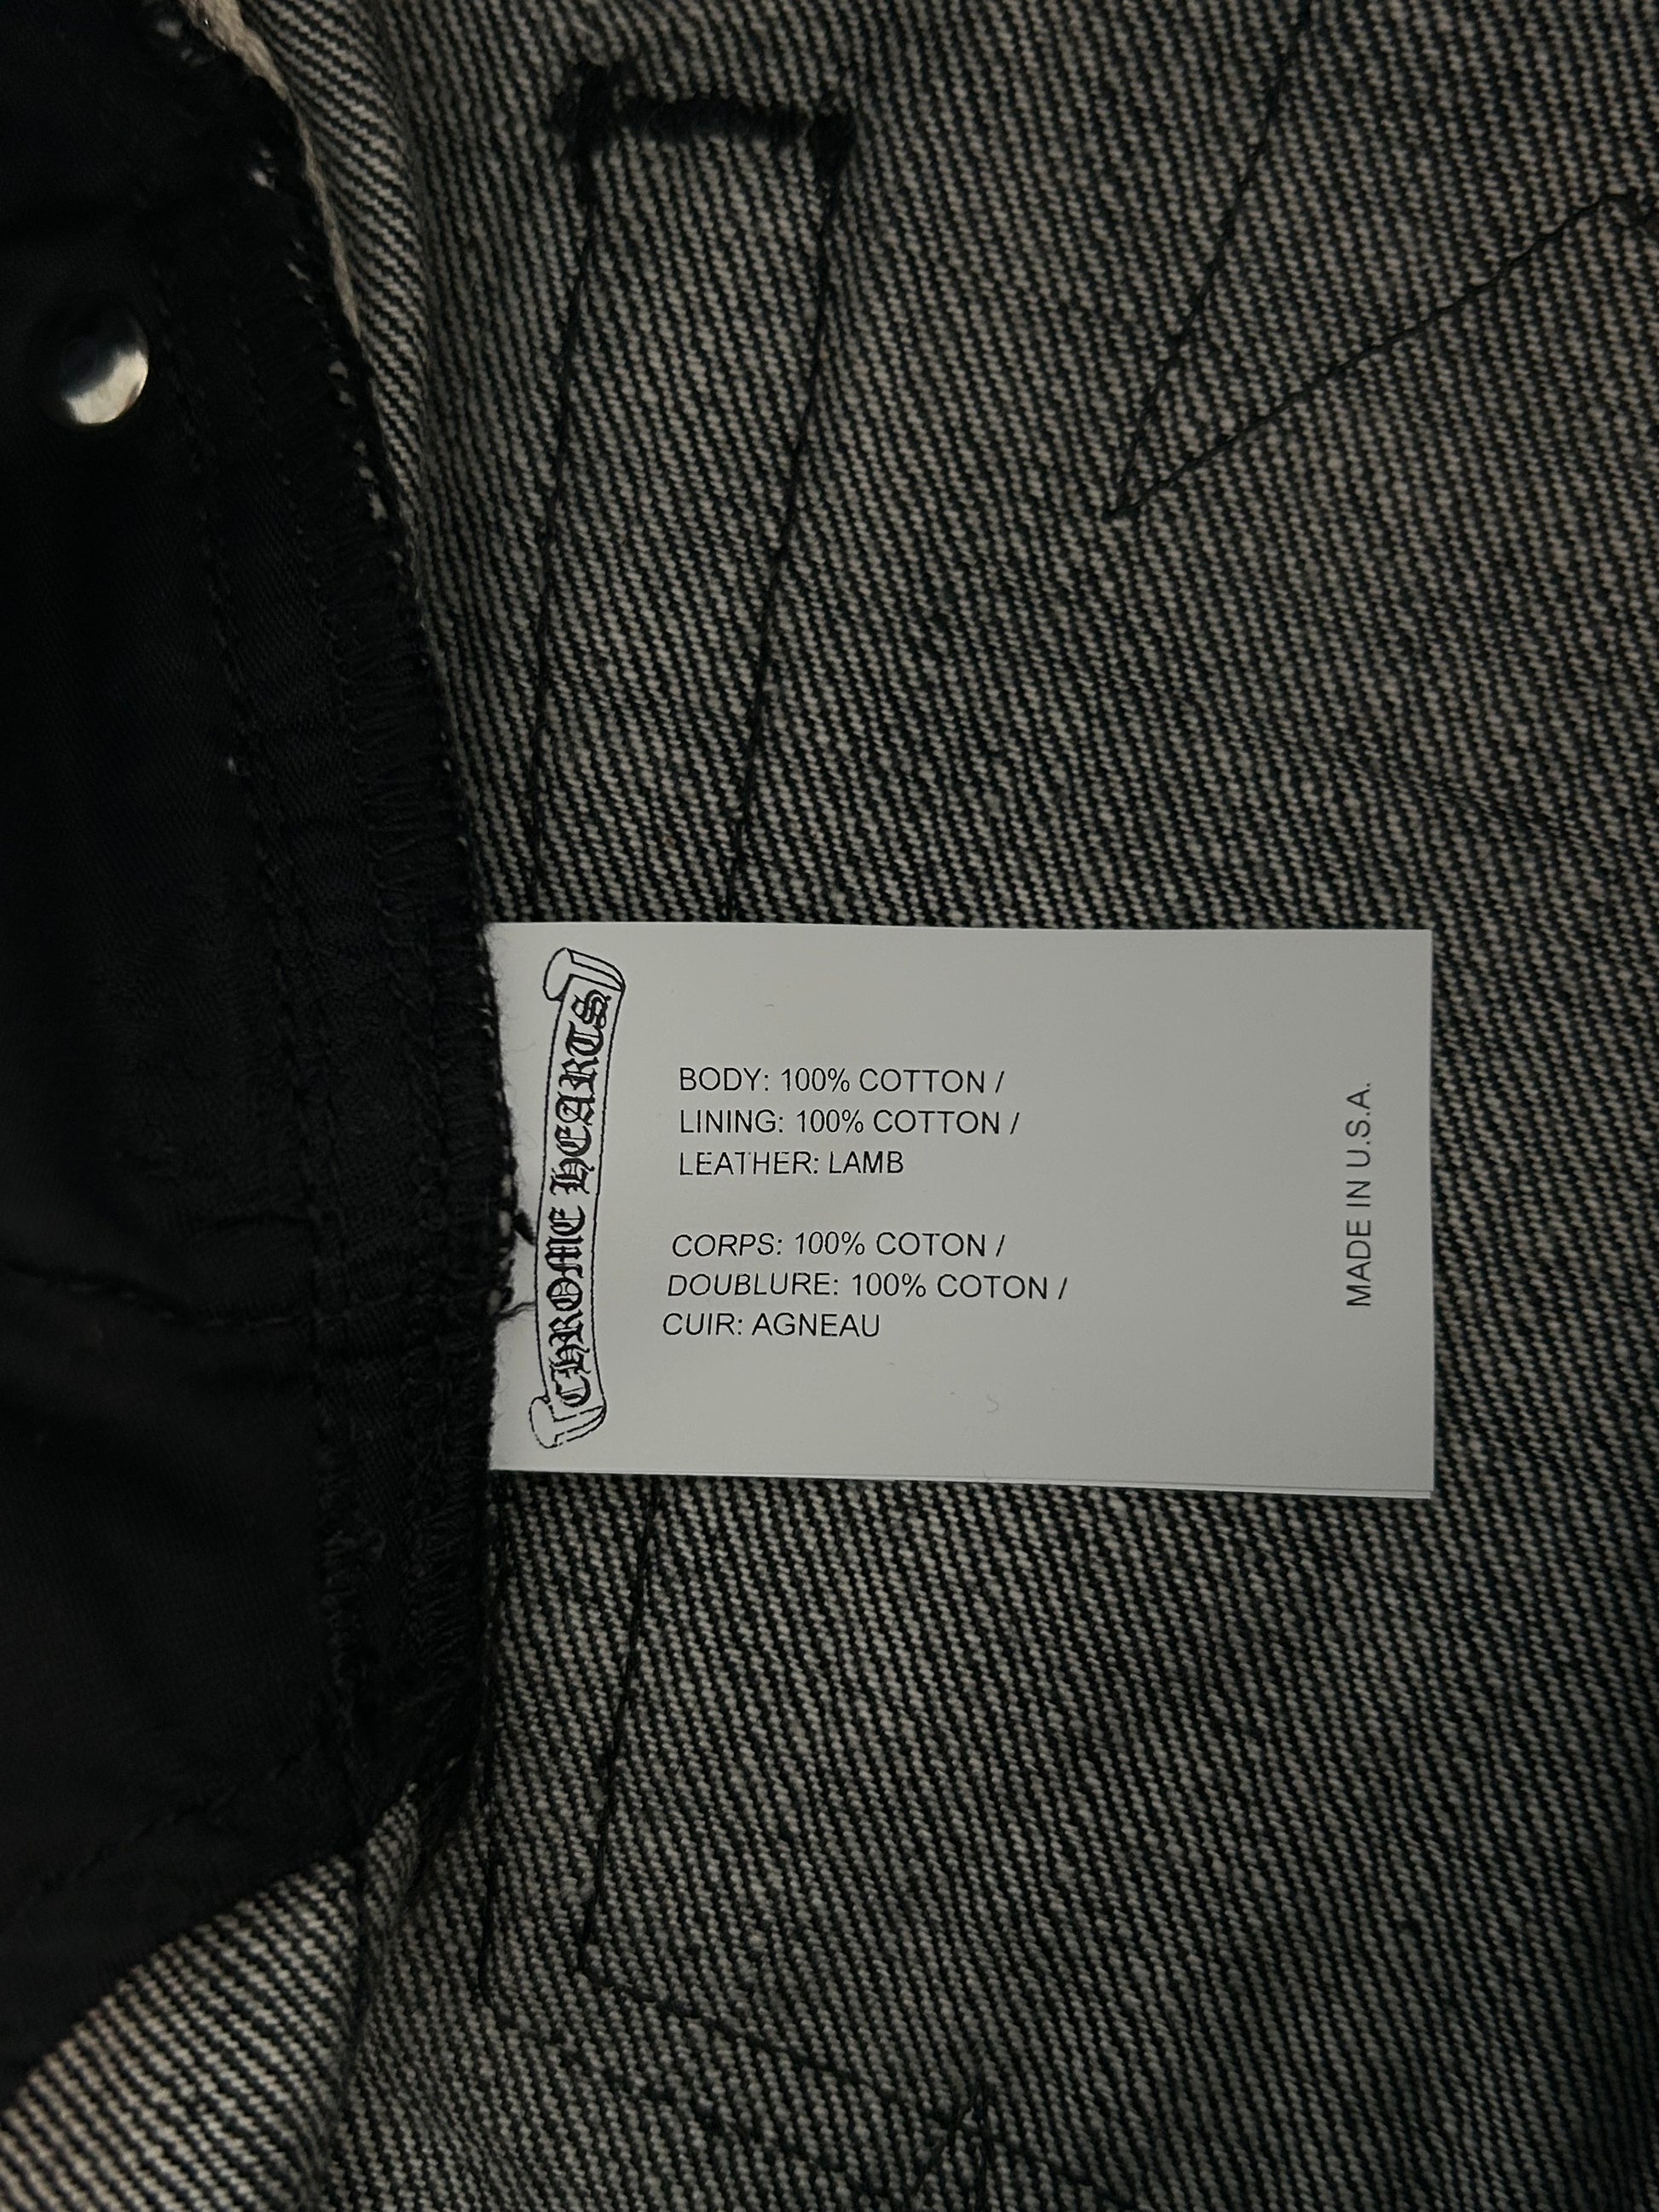 CHROME HEARTS
BODY: 100% COTTON /
LINING: 100% COTTON /
LEATHER: LAMB
CORPS: 100% COTON /
DOUBLURE: 100% COTON /
CUIR: AGNEAU
MADE IN U.S.A.